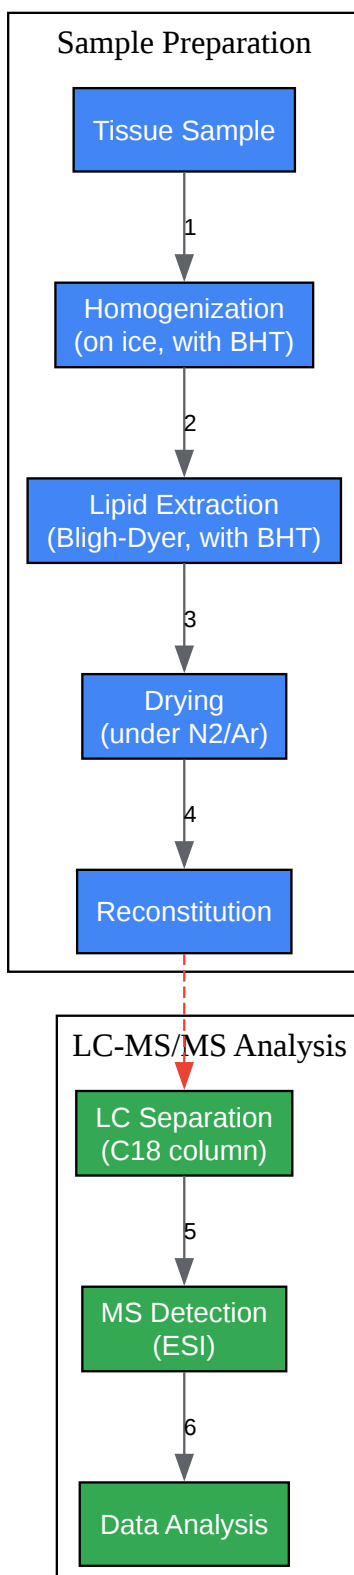 Sample Preparation
Tissue Sample
1
Homogenization
(on ice, with BHT)
2
Lipid Extraction
(Bligh-Dyer, with BHT)
3
Drying
(under N2/Ar)
4
Reconstitution
LC-MS/MS Analysis
LC Separation
(C18 column)
5
MS Detection
(ESI)
6
Data Analysis